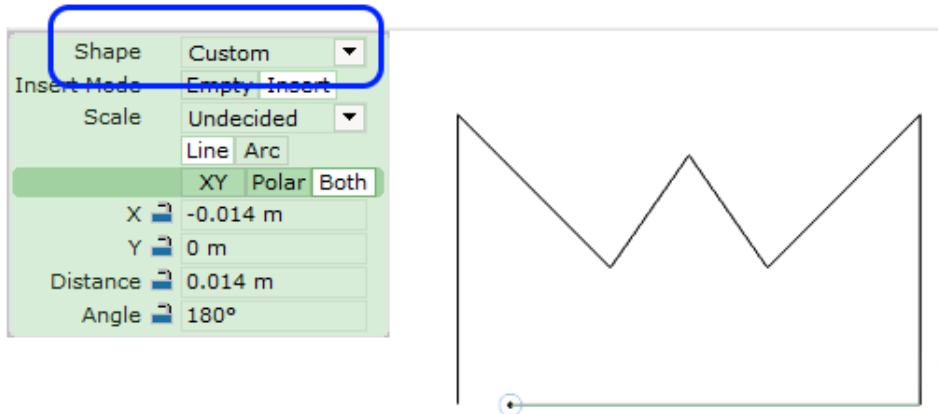 Shape Custom
Insert Mode Empty Insert
Scale Undecided
Line Arc
XY Polar Both
X -0.014 m
Y 0 m
Distance 0.014 m
Angle 180°